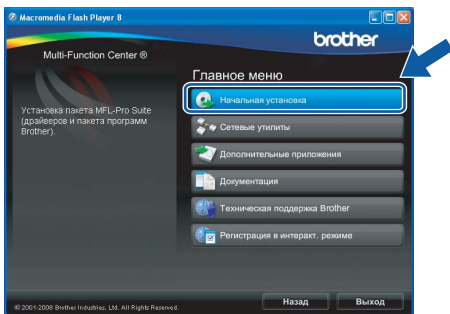 Macromedia Flash Player 8
brother
Multi-Function Center ®
Главное меню
Начальная установка
Установка пакета MFL-Pro Suite
(драйверов и пакета программ
Brother).
Сетевые утилиты
Дополнительные приложения
Документация
Техническая поддержка Brother
Регистрация в интеракт. режиме
© 2001-2008 Brother Industries, Ltd. All Rights Reserved.
Назад
Выход